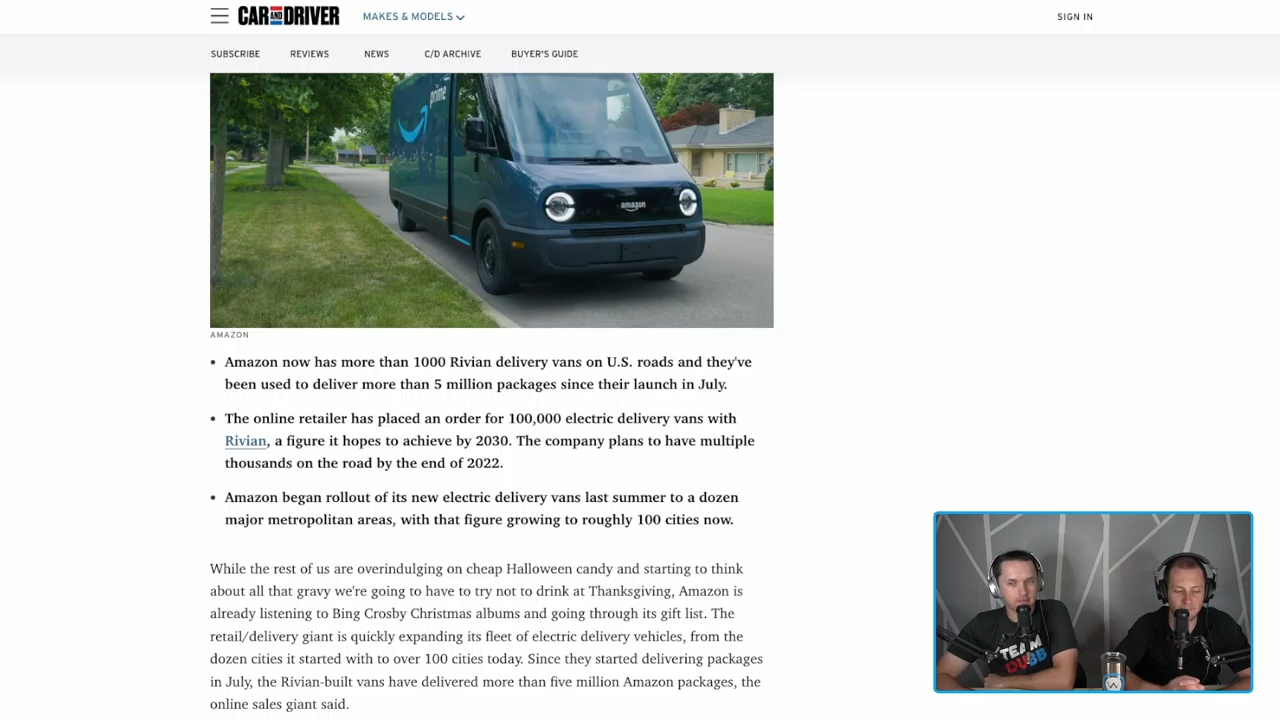 CAR AND DRIVER
MAKES & MODELS
SIGN IN
SUBSCRIBE
REVIEWS
NEWS
C/D ARCHIVE
BUYER'S GUIDE
prime
amazon
AMAZON
• Amazon now has more than 1000 Rivian delivery vans on U.S. roads and they've
been used to deliver more than 5 million packages since their launch in July.
• The online retailer has placed an order for 100,000 electric delivery vans with
Rivian, a figure it hopes to achieve by 2030. The company plans to have multiple
thousands on the road by the end of 2022.
• Amazon began rollout of its new electric delivery vans last summer to a dozen
major metropolitan areas, with that figure growing to roughly 100 cities now.
While the rest of us are overindulging on cheap Halloween candy and starting to think
about all that gravy we're going to have to try not to drink at Thanksgiving, Amazon is
already listening to Bing Crosby Christmas albums and going through its gift list. The
retail/delivery giant is quickly expanding its fleet of electric delivery vehicles, from the
dozen cities it started with to over 100 cities today. Since they started delivering packages
in July, the Rivian-built vans have delivered more than five million Amazon packages, the
online sales giant said.
TEAM